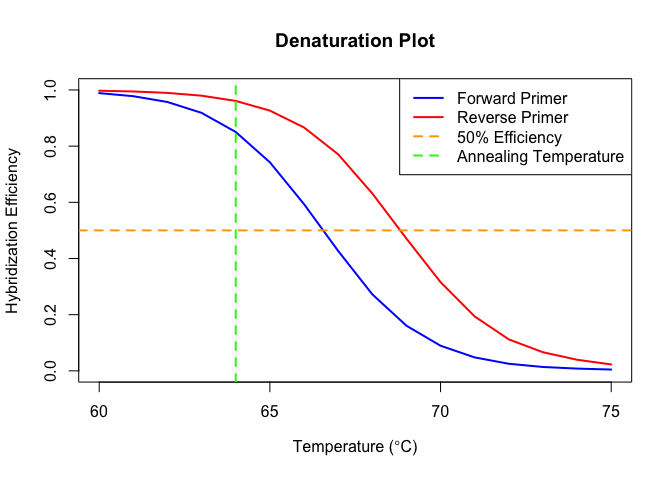 Denaturation Plot
Forward Primer
Reverse Primer
50% Efficiency
Annealing Temperature
Hybridization Efficiency
1.0
0.8
0.6
0.4
0.2
0.0
60
65
70
75
Temperature (°C)